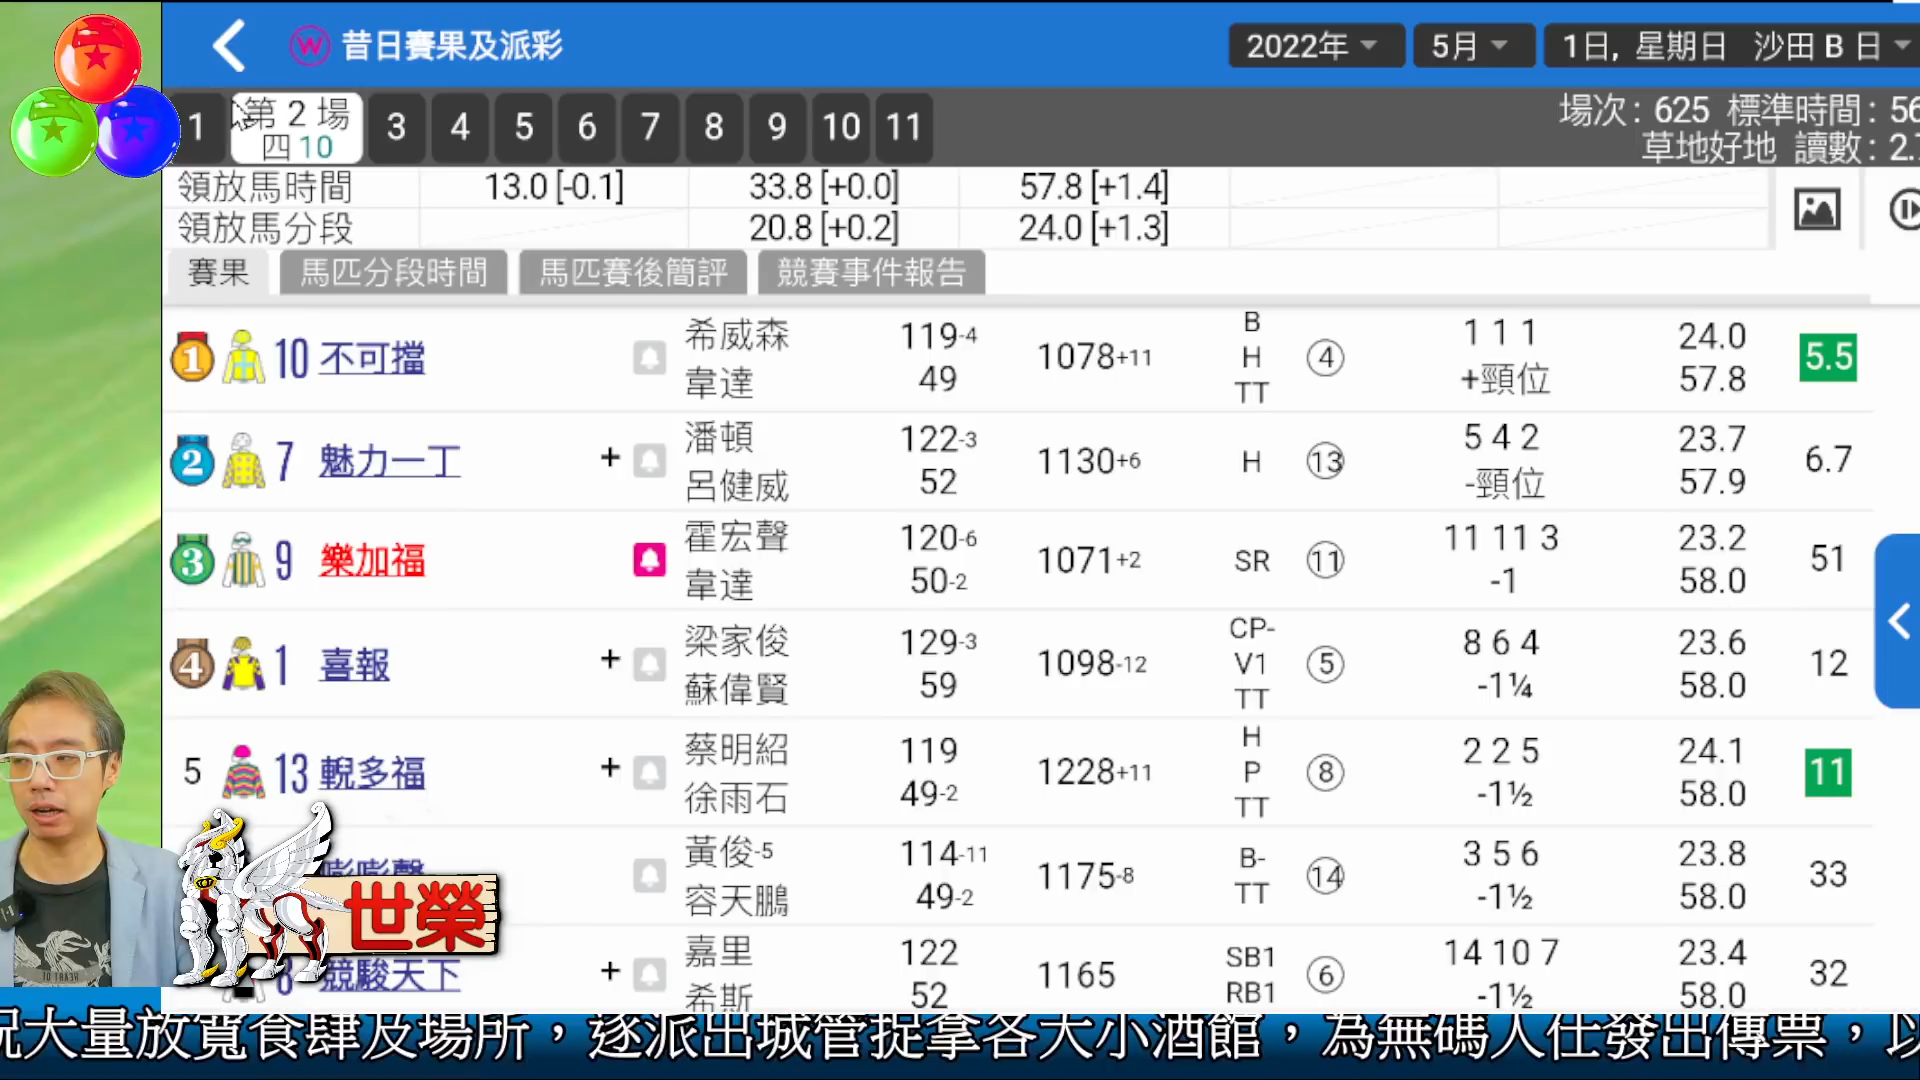 W 昔日賽果及派彩 2022年 5月 1日, 星期日 沙田 B 日
1 第 2 場 四 10 3 4 5 6 7 8 9 10 11
場次: 625 標準時間: 56
草地好地 讀數: 2.
領放馬時間 13.0 [-0.1] 33.8 [+0.0] 57.8 [+1.4]
領放馬分段 20.8 [+0.2] 24.0 [+1.3]
賽果 馬匹分段時間 馬匹賽後簡評 競賽事件報告
1 10 不可擋 希威森 韋達 119-4 49 1078+11 B H TT 4 1 1 1 +頸位 24.0 57.8 5.5
2 7 魅力一丁 + 潘頓 呂健威 122-3 52 1130+6 H 13 5 4 2 -頸位 23.7 57.9 6.7
3 9 樂加福 霍宏聲 韋達 120-6 50-2 1071+2 SR 11 11 11 3 -1 23.2 58.0 51
4 1 喜報 + 梁家俊 蘇偉賢 129-3 59 1098-12 CP- V1 TT 5 8 6 4 -1¼ 23.6 58.0 12
5 13 輗多福 + 蔡明紹 徐雨石 119 49-2 1228+11 H P TT 8 2 2 5 -1½ 24.1 58.0 11
黃俊-5 容天鵬 114-11 49-2 1175-8 B- TT 14 3 5 6 -1½ 23.8 58.0 33
競駿天下 + 嘉里 希斯 122 52 1165 SB1 RB1 6 14 10 7 -1½ 23.4 58.0 32
世榮
大量放寬食肆及場所，逐派出城管捉拿各大小酒館，為無碼人仕發出傳票，以